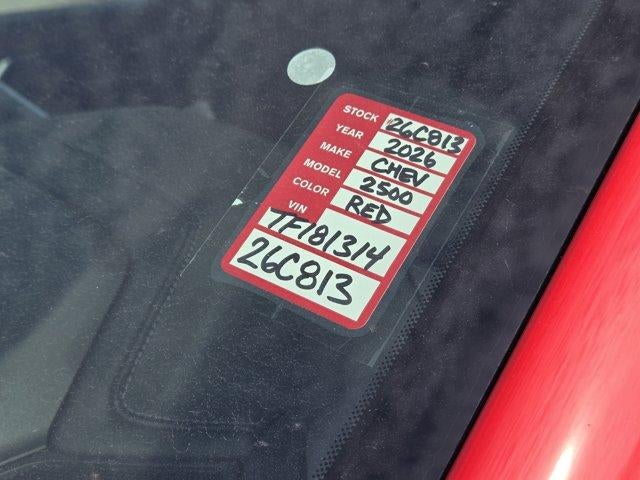 STOCK 26C813
YEAR 2026
MAKE CHEV
MODEL 2500
COLOR RED
VIN
TF181314
26C813